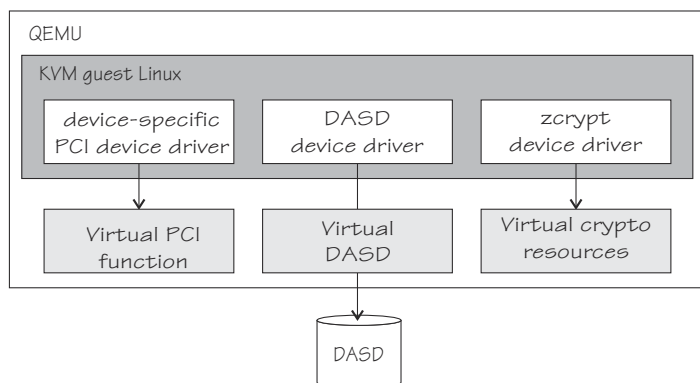 QEMU
KVM guest Linux
device-specific
PCI device driver
DASD
device driver
zcrypt
device driver
Virtual PCI
function
Virtual
DASD
Virtual crypto
resources
DASD